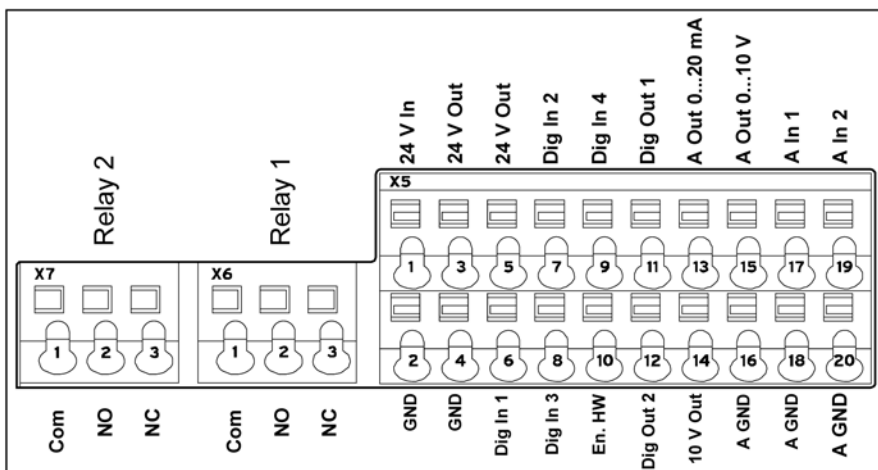 24 V In
24 V Out
24 V Out
Dig In 2
Dig In 4
Dig Out 1
A Out 0...20 mA
A Out 0...10 V
A In 1
A In 2
Relay 2
Relay 1
X5
1 3 5 7 9 11 13 15 17 19
X7
X6
1 2 3
1 2 3
2 4 6 8 10 12 14 16 18 20
Com
NO
NC
Com
NO
NC
GND
GND
Dig In 1
Dig In 3
En. HW
Dig Out 2
10 V Out
A GND
A GND
A GND